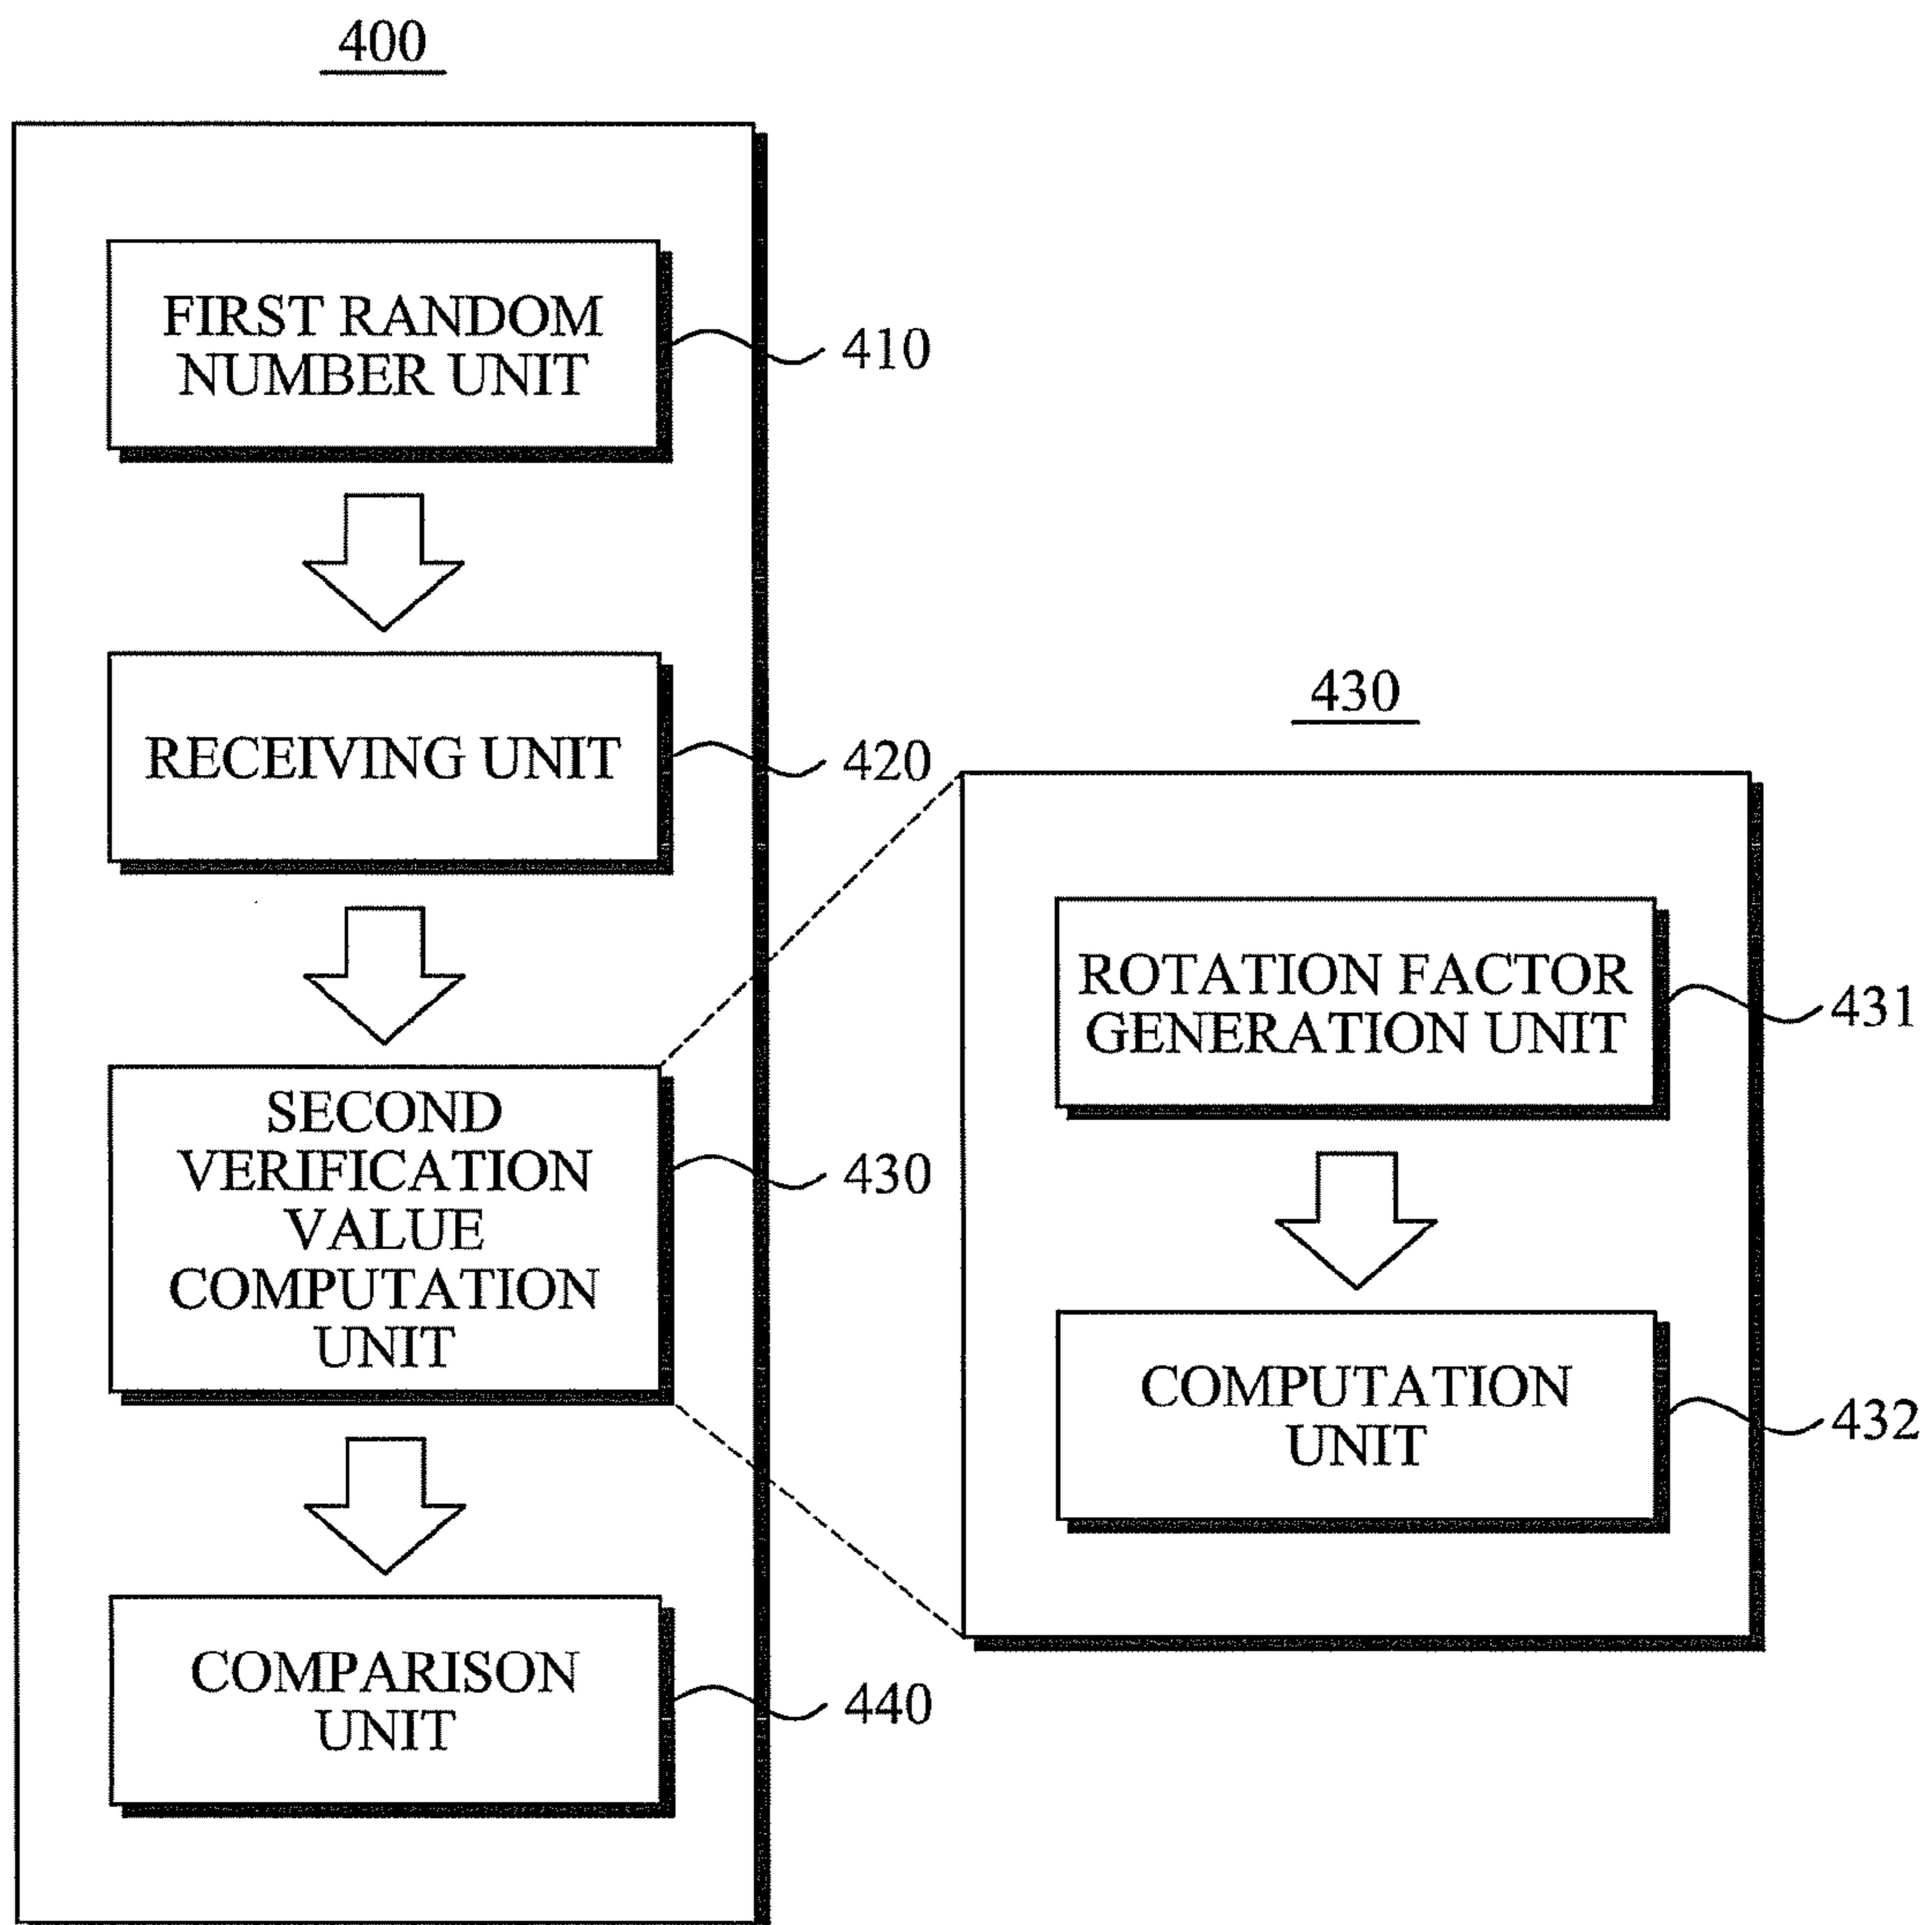 400
FIRST RANDOM
NUMBER UNIT
410
RECEIVING UNIT
420
SECOND
VERIFICATION
VALUE
COMPUTATION
UNIT
430
COMPARISON
UNIT
440
430
ROTATION FACTOR
GENERATION UNIT
431
COMPUTATION
UNIT
432